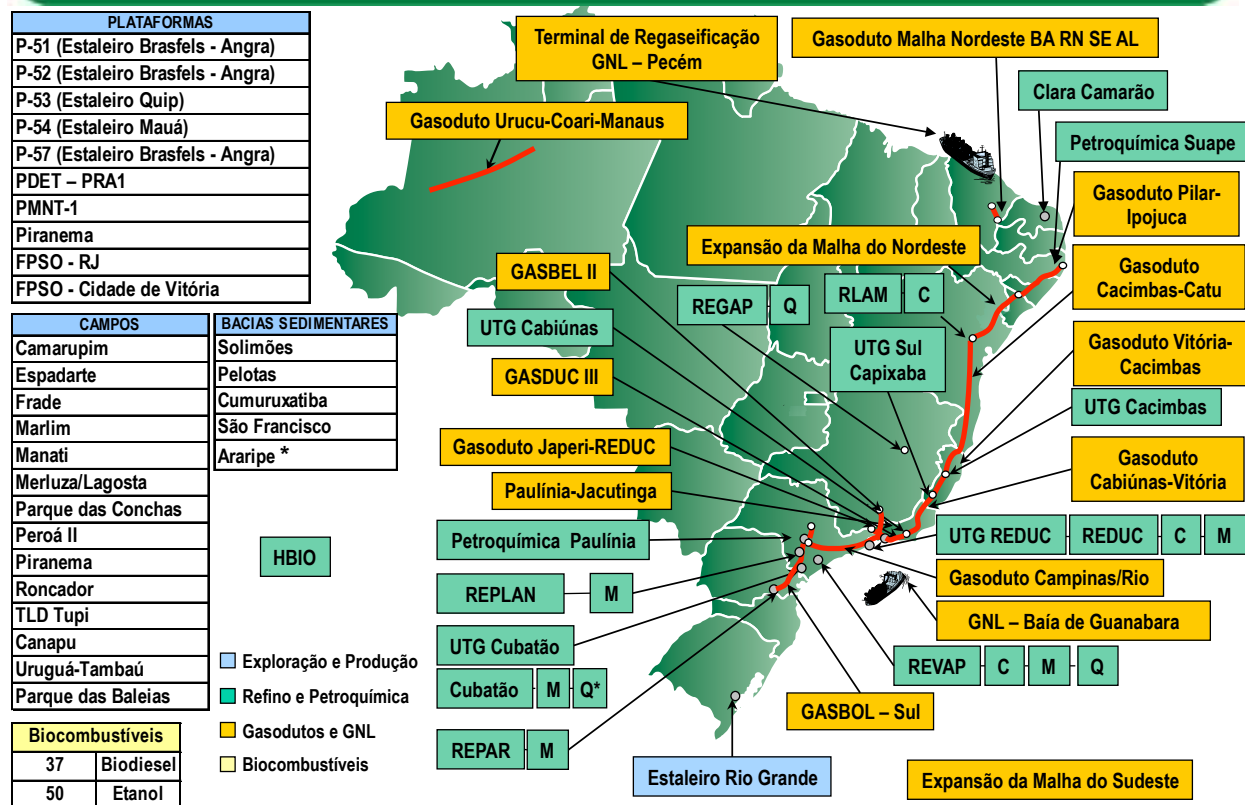 PLATAFORMAS
P-51 (Estaleiro Brasfels - Angra)
P-52 (Estaleiro Brasfels - Angra)
P-53 (Estaleiro Quip)
P-54 (Estaleiro Mauá)
P-57 (Estaleiro Brasfels - Angra)
PDET – PRA1
PMNT-1
Piranema
FPSO - RJ
FPSO - Cidade de Vitória
CAMPOS
Camarupim
Espadarte
Frade
Marlim
Manati
Merluza/Lagosta
Parque das Conchas
Peroá II
Piranema
Roncador
TLD Tupi
Canapu
Uruguá-Tambaú
Parque das Baleias
BACIAS SEDIMENTARES
Solimões
Pelotas
Cumuruxatiba
São Francisco
Araripe *
HBIO
Exploração e Produção
Refino e Petroquímica
Gasodutos e GNL
Biocombustíveis
Biocombustíveis
37 Biodiesel
50 Etanol
Terminal de Regaseificação
GNL – Pecém
Gasoduto Malha Nordeste BA RN SE AL
Clara Camarão
Gasoduto Urucu-Coari-Manaus
Petroquímica Suape
Gasoduto Pilar-
Ipojuca
Expansão da Malha do Nordeste
GASBEL II
Gasoduto
Cacimbas-Catu
REGAP Q
RLAM C
UTG Cabiúnas
UTG Sul
Capixaba
Gasoduto Vitória-
Cacimbas
GASDUC III
UTG Cacimbas
Gasoduto Japeri-REDUC
Gasoduto
Cabiúnas-Vitória
Paulínia-Jacutinga
Petroquímica Paulínia
UTG REDUC REDUC C M
Gasoduto Campinas/Rio
REPLAN M
GNL – Baía de Guanabara
UTG Cubatão
REVAP C M Q
Cubatão M Q*
GASBOL – Sul
REPAR M
Estaleiro Rio Grande
Expansão da Malha do Sudeste